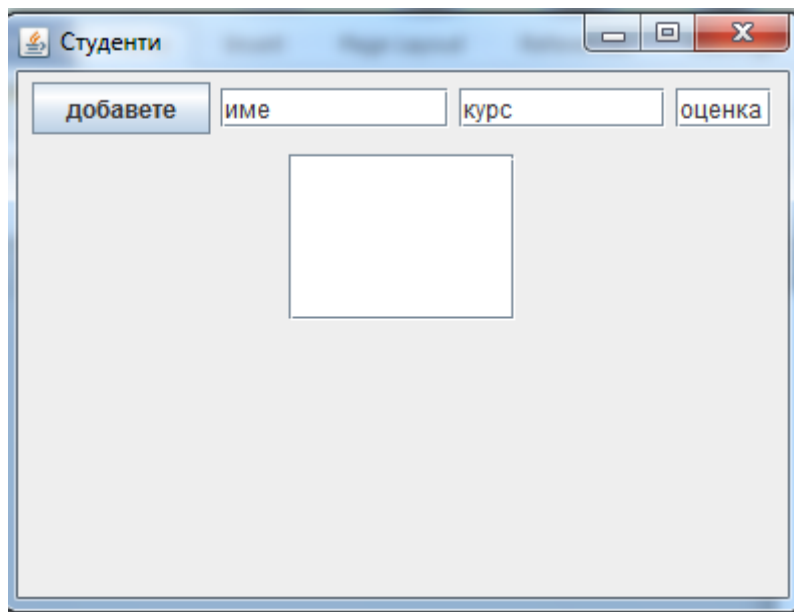 Студенти
добавете
име
курс
оценка